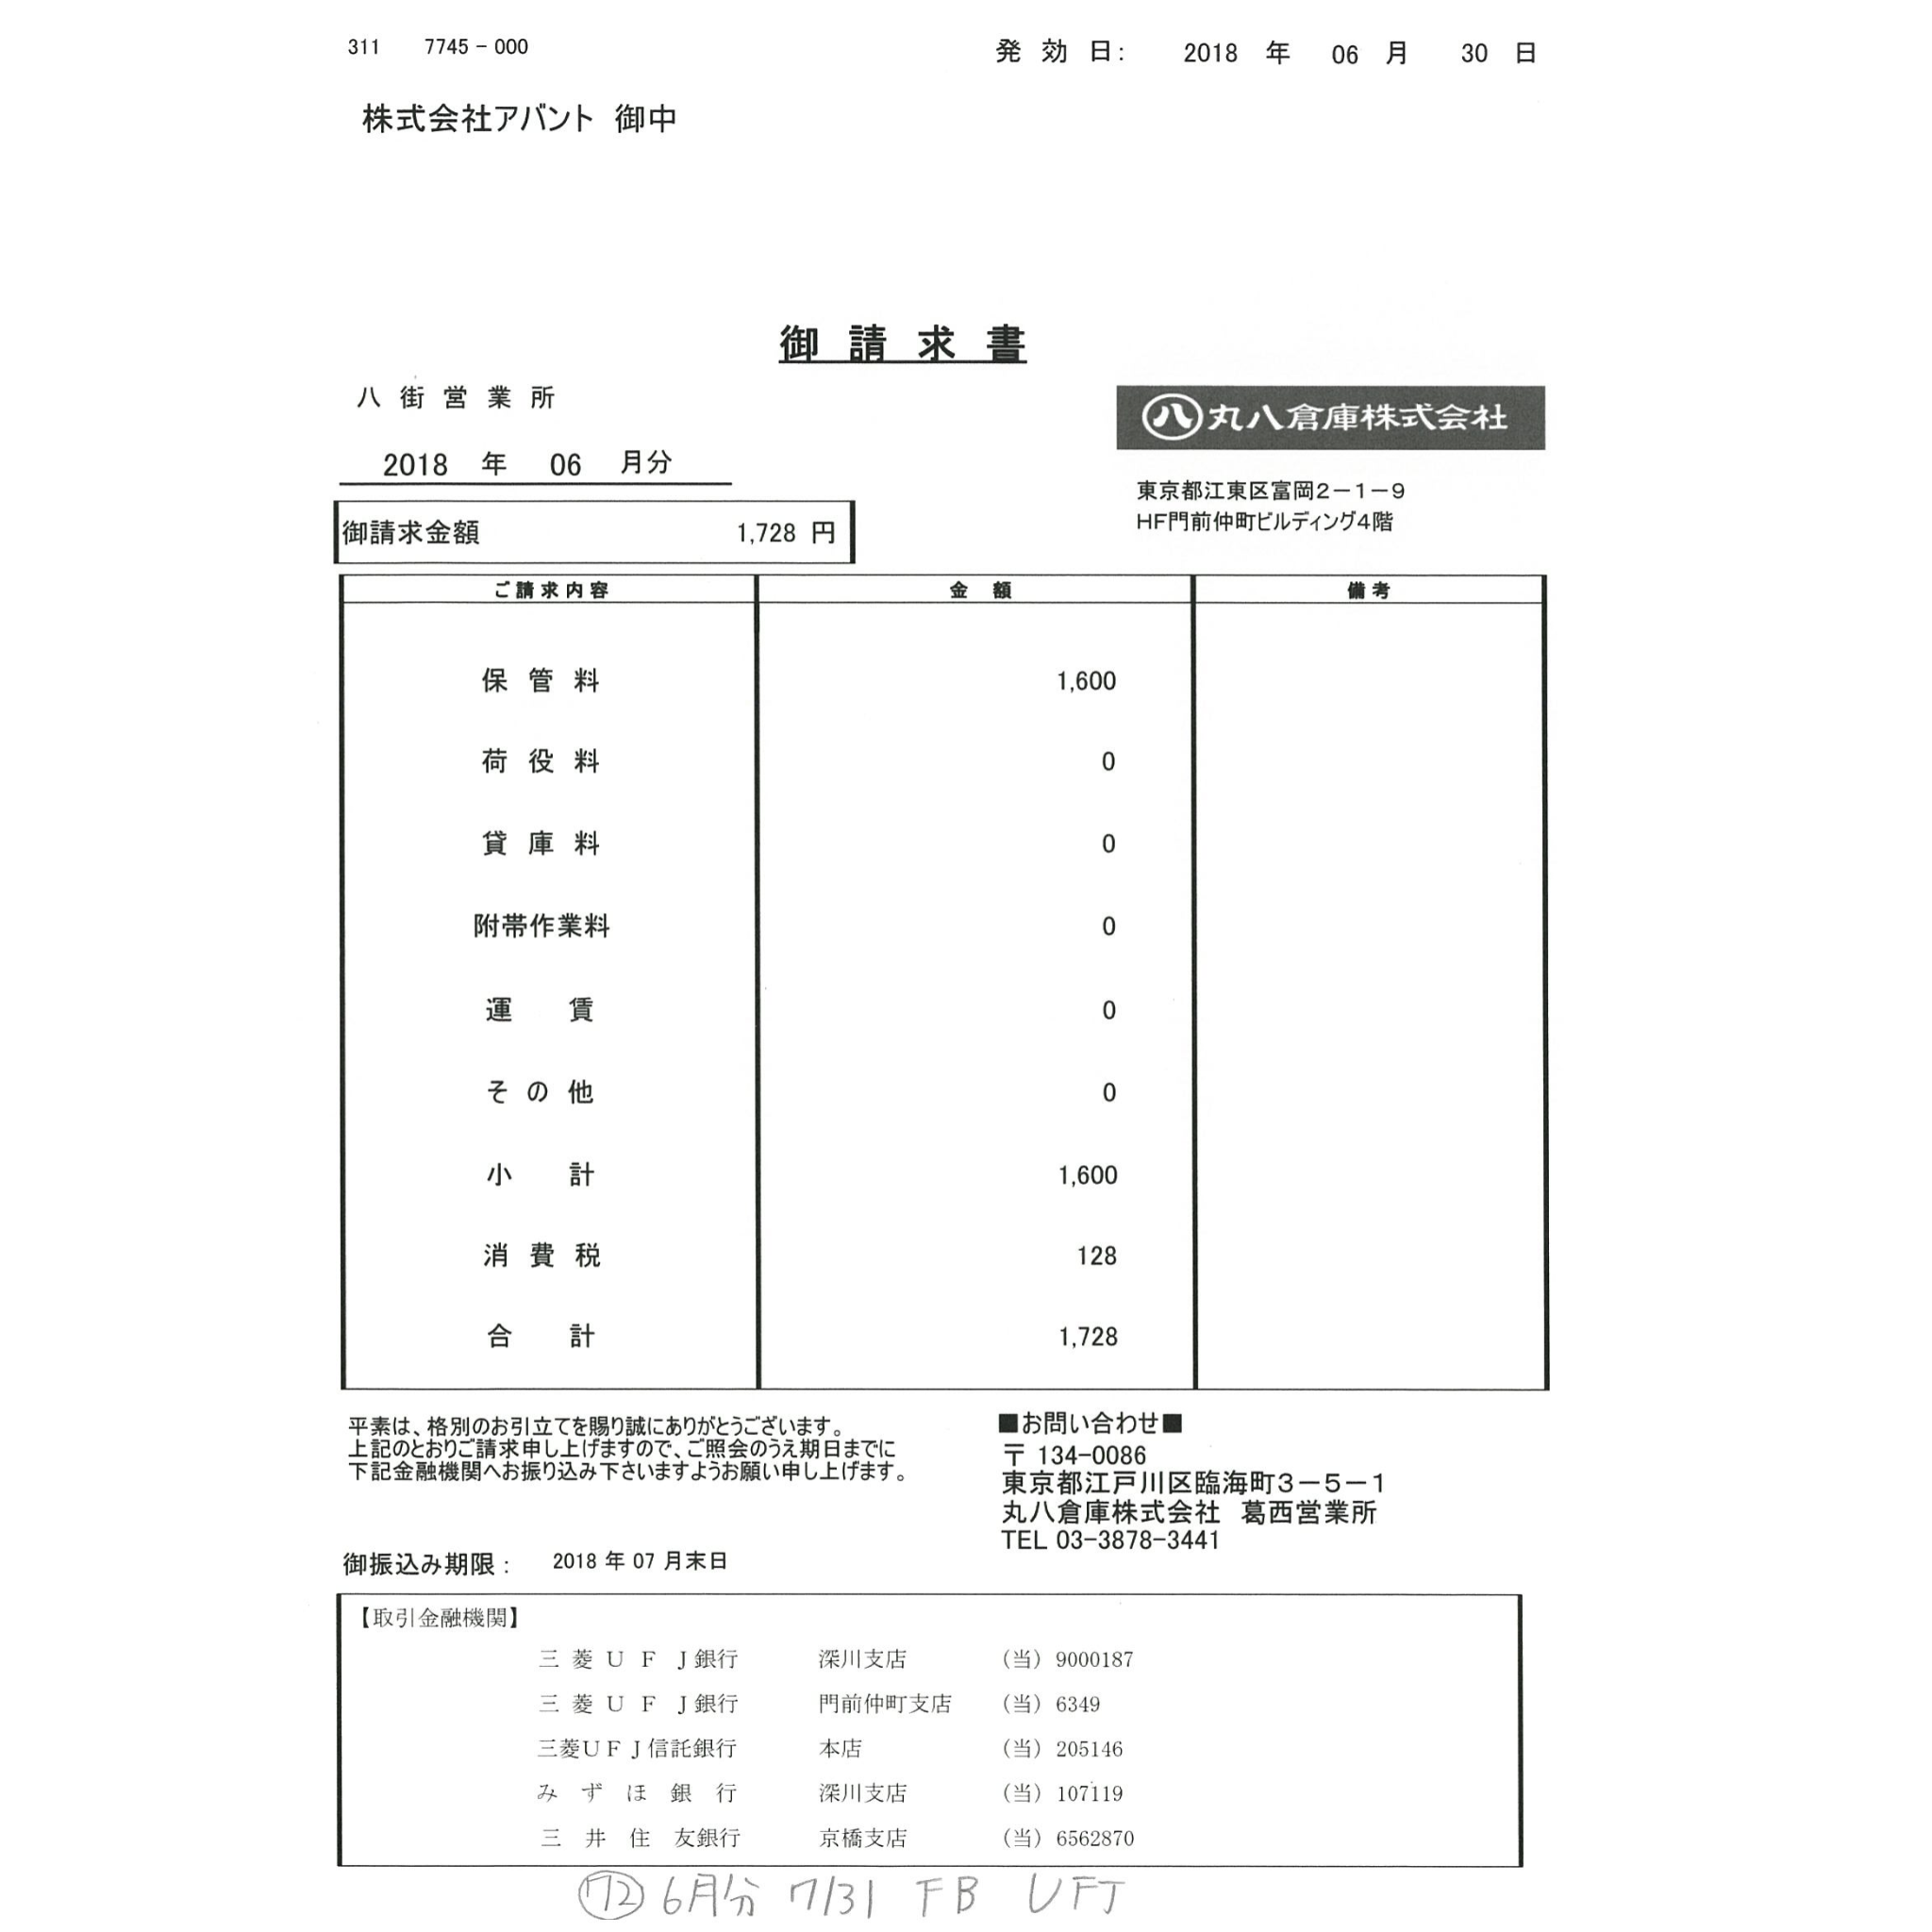 311 7745-000
発効日: 2018 年 06 月 30 日
株式会社アバント 御中
御請求書
八街営業所
八 丸八倉庫株式会社
2018 年 06 月分
東京都江東区富岡2-1-9
HF門前仲町ビルディング4階
御請求金額 1,728 円
ご請求内容 金額 備考
保管料 1,600
荷役料 0
貸庫料 0
附帯作業料 0
運賃 0
その他 0
小計 1,600
消費税 128
合計 1,728
平素は、格別のお引立てを賜り誠にありがとうございます。
上記のとおりご請求申し上げますので、ご照会のうえ期日までに
下記金融機関へお振り込み下さいますようお願い申し上げます。
■お問い合わせ■
〒 134-0086
東京都江戸川区臨海町3-5-1
丸八倉庫株式会社 葛西営業所
TEL 03-3878-3441
御振込み期限: 2018 年 07 月末日
【取引金融機関】
三菱UFJ銀行 深川支店 (当) 9000187
三菱UFJ銀行 門前仲町支店 (当) 6349
三菱UFJ信託銀行 本店 (当) 205146
みずほ銀行 深川支店 (当) 107119
三井住友銀行 京橋支店 (当) 6562870
72 6月分 7/31 FB UFJ